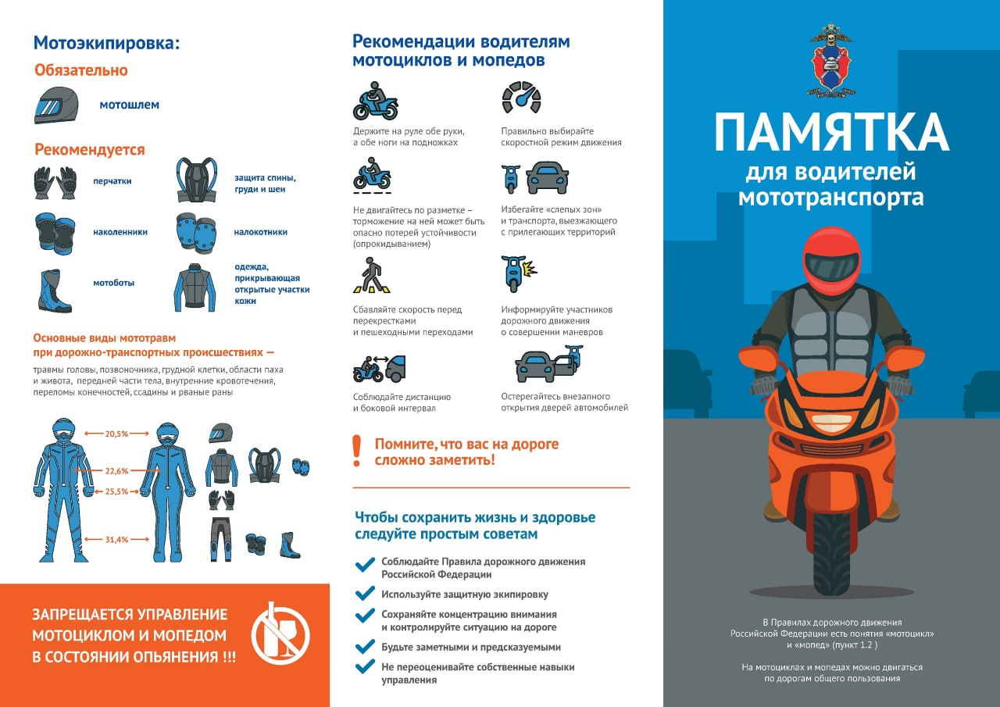 Мотоэкипировка:
Обязательно
мотошлем
Рекомендуется
перчатки
защита спины,
груди и шеи
наколенники
налокотники
мотоботы
одежда,
прикрывающая
открытые участки
кожи
Основные виды мототравм
при дорожно-транспортных происшествиях —
травмы головы, позвоночника, грудной клетки, области паха
и живота, передней части тела, внутренние кровотечения,
переломы конечностей, ссадины и рваные раны
20,5%
22,6%
25,5%
31,4%
ЗАПРЕЩАЕТСЯ УПРАВЛЕНИЕ
МОТОЦИКЛОМ И МОПЕДОМ
В СОСТОЯНИИ ОПЬЯНЕНИЯ !!!
Рекомендации водителям
мотоциклов и мопедов
Держите на руле обе руки,
а обе ноги на подножках
Правильно выбирайте
скоростной режим движения
Не двигайтесь по разметке –
торможение на ней может быть
опасно потерей устойчивости
(опрокидыванием)
Избегайте «слепых зон»
и транспорта, выезжающего
с прилегающих территорий
Сбавляйте скорость перед
перекрестками
и пешеходными переходами
Информируйте участников
дорожного движения
о совершении маневров
Соблюдайте дистанцию
и боковой интервал
Остерегайтесь внезапного
открытия дверей автомобилей
! Помните, что вас на дороге
сложно заметить!
Чтобы сохранить жизнь и здоровье
следуйте простым советам
Соблюдайте Правила дорожного движения
Российской Федерации
Используйте защитную экипировку
Сохраняйте концентрацию внимания
и контролируйте ситуацию на дороге
Будьте заметными и предсказуемыми
Не переоценивайте собственные навыки
управления
ПАМЯТКА
для водителей
мототранспорта
В Правилах дорожного движения
Российской Федерации есть понятия «мотоцикл»
и «мопед» (пункт 1.2 )
На мотоциклах и мопедах можно двигаться
по дорогам общего пользования